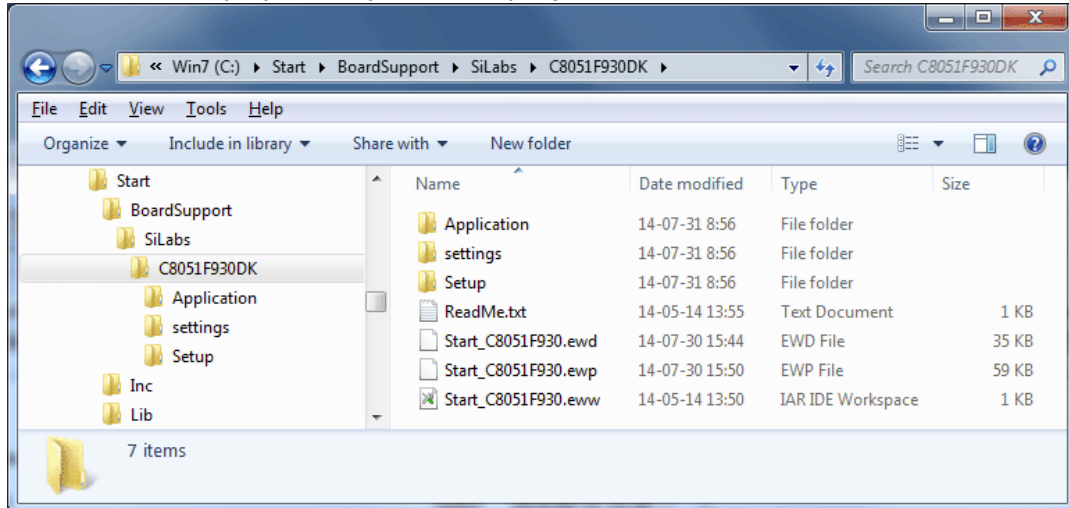 « Win7 (C:) ▸ Start ▸ BoardSupport ▸ SiLabs ▸ C8051F930DK ▸ Search C8051F930DK
File Edit View Tools Help
Organize Include in library Share with New folder
Start
BoardSupport
SiLabs
C8051F930DK
Application
settings
Setup
Inc
Lib
Name Date modified Type Size
Application 14-07-31 8:56 File folder
settings 14-07-31 8:56 File folder
Setup 14-07-31 8:56 File folder
ReadMe.txt 14-05-14 13:55 Text Document 1 KB
Start_C8051F930.ewd 14-07-30 15:44 EWD File 35 KB
Start_C8051F930.ewp 14-07-30 15:50 EWP File 59 KB
Start_C8051F930.eww 14-05-14 13:50 IAR IDE Workspace 1 KB
7 items